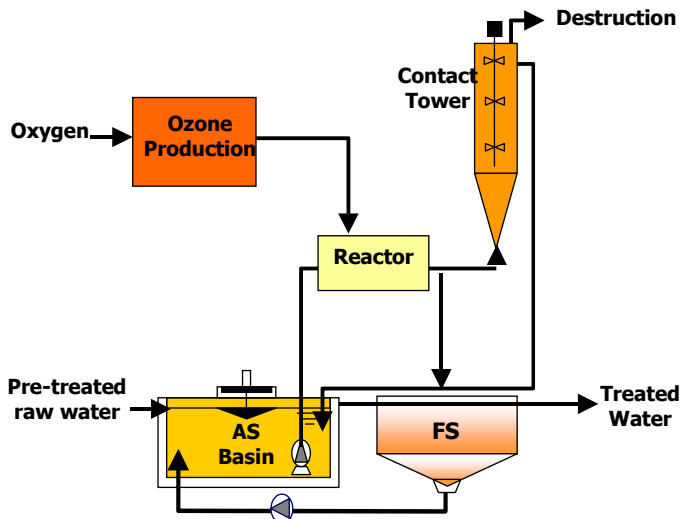 Destruction
Contact
Tower
Oxygen
Ozone
Production
Reactor
Pre-treated
raw water
AS
Basin
FS
Treated
Water